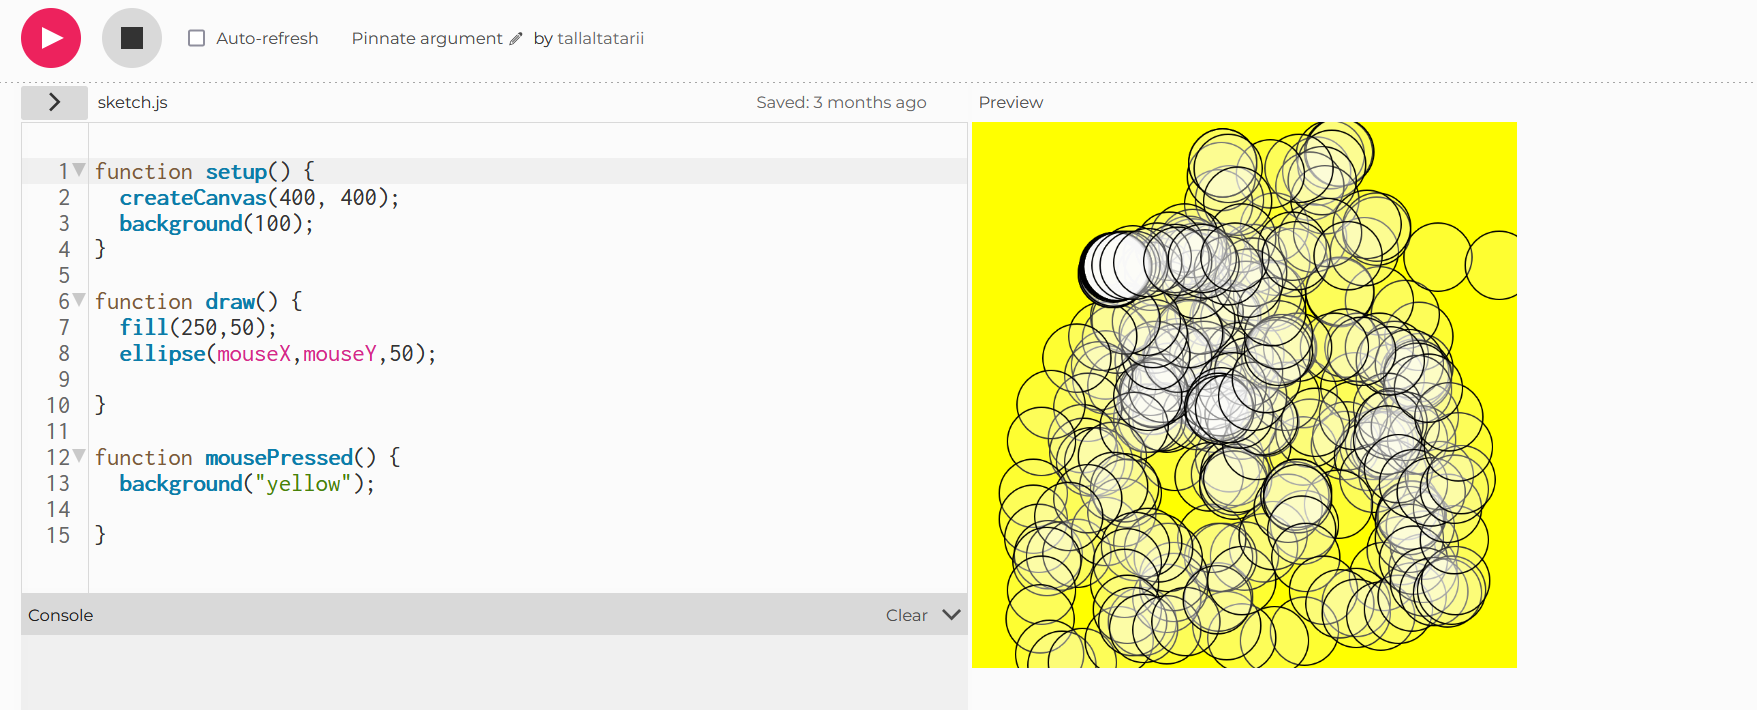 Auto-refresh Pinnate argument by tallaltatarii
sketch.js Saved: 3 months ago Preview
1 function setup() {
2 createCanvas(400, 400);
3 background(100);
4 }
5
6 function draw() {
7 fill(250,50);
8 ellipse(mouseX,mouseY,50);
9
10 }
11
12 function mousePressed() {
13 background("yellow");
14
15 }
Console Clear